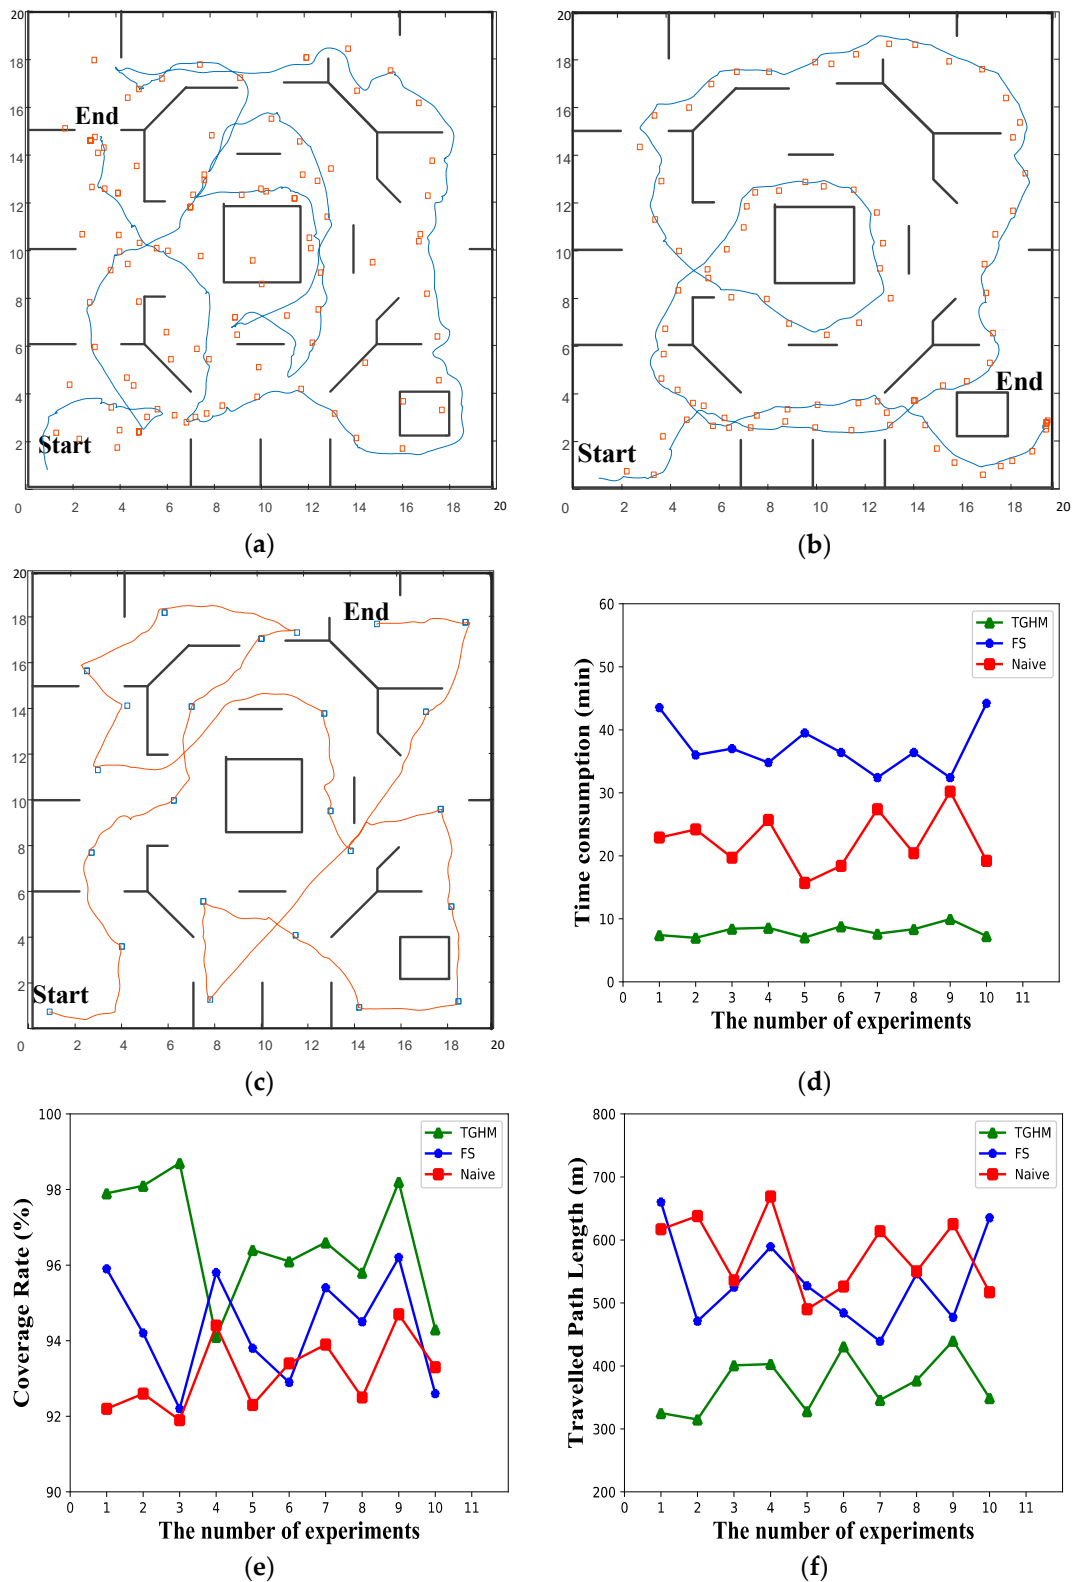 20
18
16
14
12
10
8
6
4
2
0
2
4
6
8
10
12
14
16
18
20
End
Start
(a)
20
18
16
14
12
10
8
6
4
2
0
2
4
6
8
10
12
14
16
18
20
End
Start
(b)
20
18
16
14
12
10
8
6
4
2
0
2
4
6
8
10
12
14
16
18
20
End
Start
(c)
Time consumption (min)
60
50
40
30
20
10
0
TGHM
FS
Naive
0 1 2 3 4 5 6 7 8 9 10 11
The number of experiments
(d)
Coverage Rate (%)
100
98
96
94
92
90
TGHM
FS
Naive
0 1 2 3 4 5 6 7 8 9 10 11
The number of experiments
(e)
Travelled Path Length (m)
800
700
600
500
400
300
200
TGHM
FS
Naive
0 1 2 3 4 5 6 7 8 9 10 11
The number of experiments
(f)